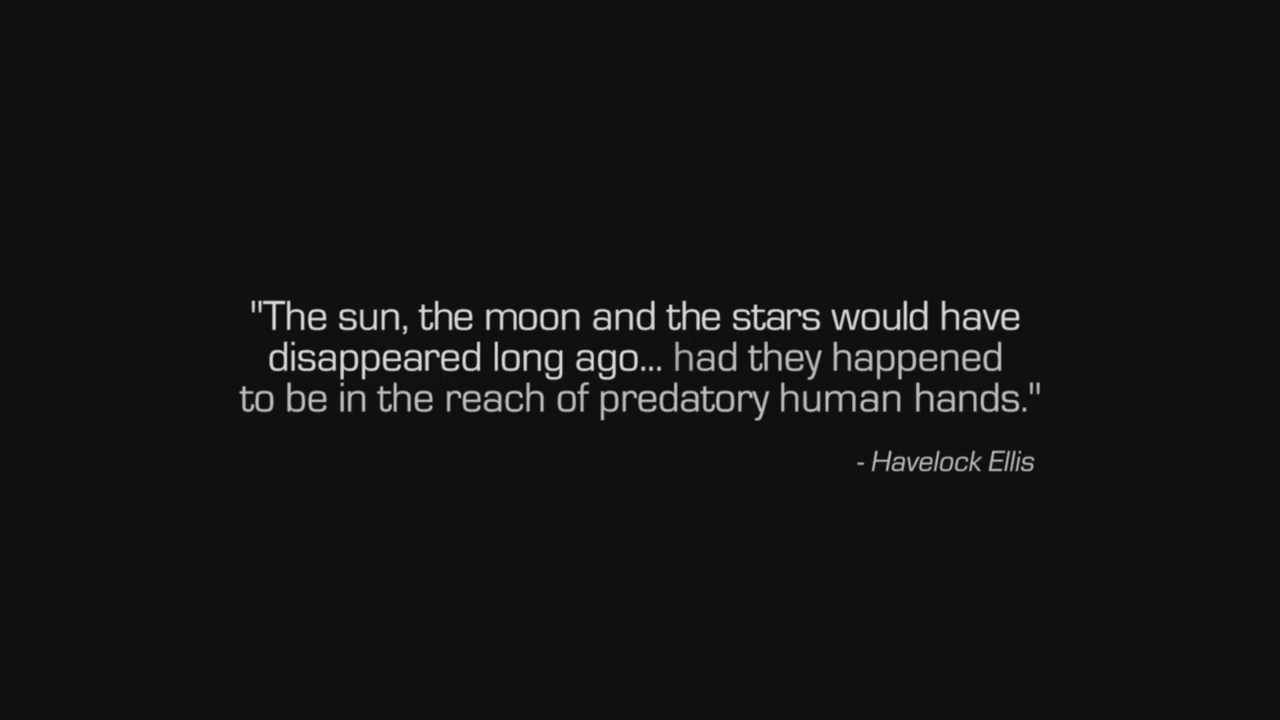 "The sun, the moon and the stars would have
disappeared long ago... had they happened
to be in the reach of predatory human hands."
- Havelock Ellis